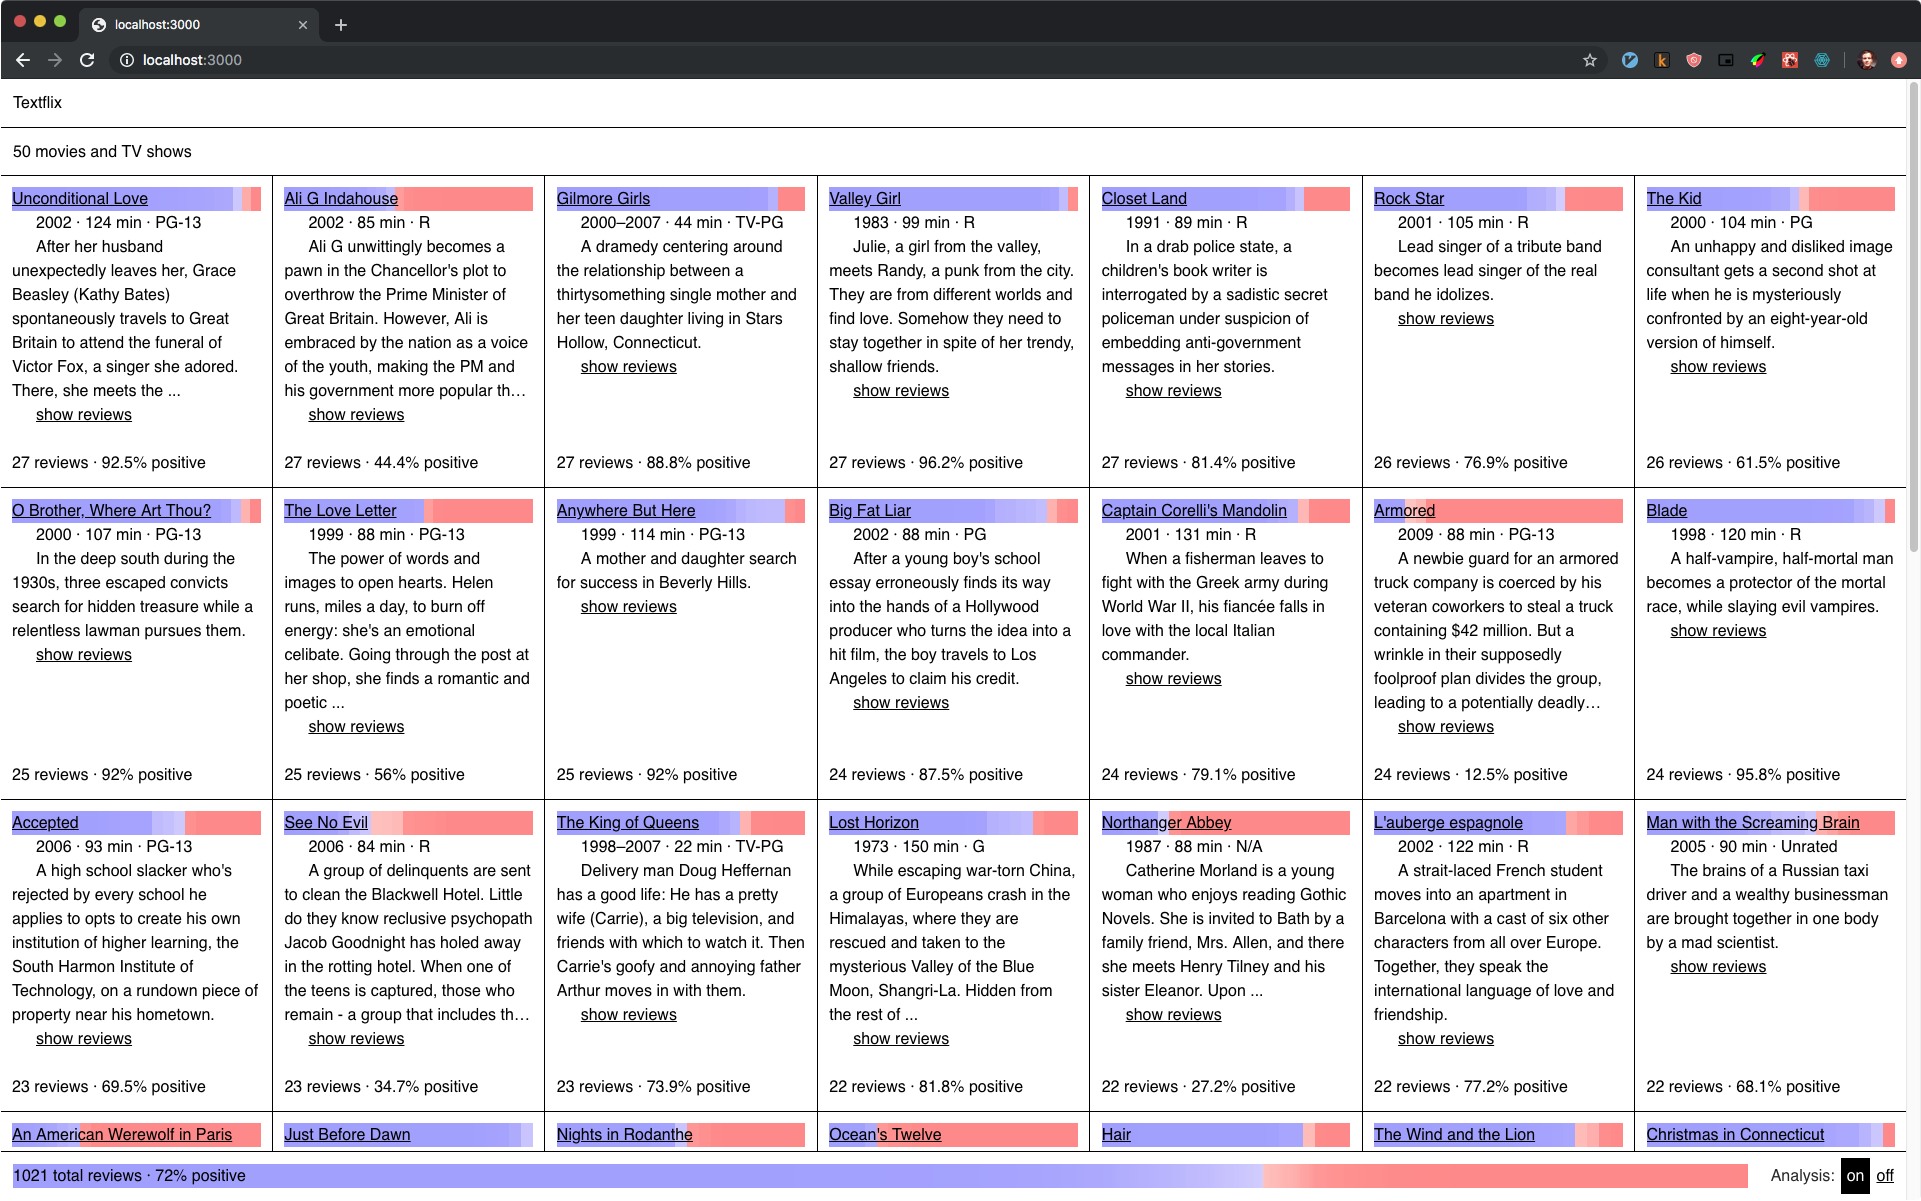 localhost:3000
localhost:3000
Textflix
50 movies and TV shows
Unconditional Love
2002 · 124 min · PG-13
After her husband
unexpectedly leaves her, Grace
Beasley (Kathy Bates)
spontaneously travels to Great
Britain to attend the funeral of
Victor Fox, a singer she adored.
There, she meets the ...
show reviews
27 reviews · 92.5% positive
Ali G Indahouse
2002 · 85 min · R
Ali G unwittingly becomes a
pawn in the Chancellor's plot to
overthrow the Prime Minister of
Great Britain. However, Ali is
embraced by the nation as a voice
of the youth, making the PM and
his government more popular th…
show reviews
27 reviews · 44.4% positive
Gilmore Girls
2000–2007 · 44 min · TV-PG
A dramedy centering around
the relationship between a
thirtysomething single mother and
her teen daughter living in Stars
Hollow, Connecticut.
show reviews
27 reviews · 88.8% positive
Valley Girl
1983 · 99 min · R
Julie, a girl from the valley,
meets Randy, a punk from the city.
They are from different worlds and
find love. Somehow they need to
stay together in spite of her trendy,
shallow friends.
show reviews
27 reviews · 96.2% positive
Closet Land
1991 · 89 min · R
In a drab police state, a
children's book writer is
interrogated by a sadistic secret
policeman under suspicion of
embedding anti-government
messages in her stories.
show reviews
27 reviews · 81.4% positive
Rock Star
2001 · 105 min · R
Lead singer of a tribute band
becomes lead singer of the real
band he idolizes.
show reviews
26 reviews · 76.9% positive
The Kid
2000 · 104 min · PG
An unhappy and disliked image
consultant gets a second shot at
life when he is mysteriously
confronted by an eight-year-old
version of himself.
show reviews
26 reviews · 61.5% positive
O Brother, Where Art Thou?
2000 · 107 min · PG-13
In the deep south during the
1930s, three escaped convicts
search for hidden treasure while a
relentless lawman pursues them.
show reviews
25 reviews · 92% positive
The Love Letter
1999 · 88 min · PG-13
The power of words and
images to open hearts. Helen
runs, miles a day, to burn off
energy: she's an emotional
celibate. Going through the post at
her shop, she finds a romantic and
poetic ...
show reviews
25 reviews · 56% positive
Anywhere But Here
1999 · 114 min · PG-13
A mother and daughter search
for success in Beverly Hills.
show reviews
25 reviews · 92% positive
Big Fat Liar
2002 · 88 min · PG
After a young boy's school
essay erroneously finds its way
into the hands of a Hollywood
producer who turns the idea into a
hit film, the boy travels to Los
Angeles to claim his credit.
show reviews
24 reviews · 87.5% positive
Captain Corelli's Mandolin
2001 · 131 min · R
When a fisherman leaves to
fight with the Greek army during
World War II, his fiancée falls in
love with the local Italian
commander.
show reviews
24 reviews · 79.1% positive
Armored
2009 · 88 min · PG-13
A newbie guard for an armored
truck company is coerced by his
veteran coworkers to steal a truck
containing $42 million. But a
wrinkle in their supposedly
foolproof plan divides the group,
leading to a potentially deadly…
show reviews
24 reviews · 12.5% positive
Blade
1998 · 120 min · R
A half-vampire, half-mortal man
becomes a protector of the mortal
race, while slaying evil vampires.
show reviews
24 reviews · 95.8% positive
Accepted
2006 · 93 min · PG-13
A high school slacker who's
rejected by every school he
applies to opts to create his own
institution of higher learning, the
South Harmon Institute of
Technology, on a rundown piece of
property near his hometown.
show reviews
23 reviews · 69.5% positive
See No Evil
2006 · 84 min · R
A group of delinquents are sent
to clean the Blackwell Hotel. Little
do they know reclusive psychopath
Jacob Goodnight has holed away
in the rotting hotel. When one of
the teens is captured, those who
remain - a group that includes th…
show reviews
23 reviews · 34.7% positive
The King of Queens
1998–2007 · 22 min · TV-PG
Delivery man Doug Heffernan
has a good life: He has a pretty
wife (Carrie), a big television, and
friends with which to watch it. Then
Carrie's goofy and annoying father
Arthur moves in with them.
show reviews
23 reviews · 73.9% positive
Lost Horizon
1973 · 150 min · G
While escaping war-torn China,
a group of Europeans crash in the
Himalayas, where they are
rescued and taken to the
mysterious Valley of the Blue
Moon, Shangri-La. Hidden from
the rest of ...
show reviews
22 reviews · 81.8% positive
Northanger Abbey
1987 · 88 min · N/A
Catherine Morland is a young
woman who enjoys reading Gothic
Novels. She is invited to Bath by a
family friend, Mrs. Allen, and there
she meets Henry Tilney and his
sister Eleanor. Upon ...
show reviews
22 reviews · 27.2% positive
L'auberge espagnole
2002 · 122 min · R
A strait-laced French student
moves into an apartment in
Barcelona with a cast of six other
characters from all over Europe.
Together, they speak the
international language of love and
friendship.
show reviews
22 reviews · 77.2% positive
Man with the Screaming Brain
2005 · 90 min · Unrated
The brains of a Russian taxi
driver and a wealthy businessman
are brought together in one body
by a mad scientist.
show reviews
22 reviews · 68.1% positive
An American Werewolf in Paris
Just Before Dawn
Nights in Rodanthe
Ocean's Twelve
Hair
The Wind and the Lion
Christmas in Connecticut
1021 total reviews · 72% positive
Analysis: on off